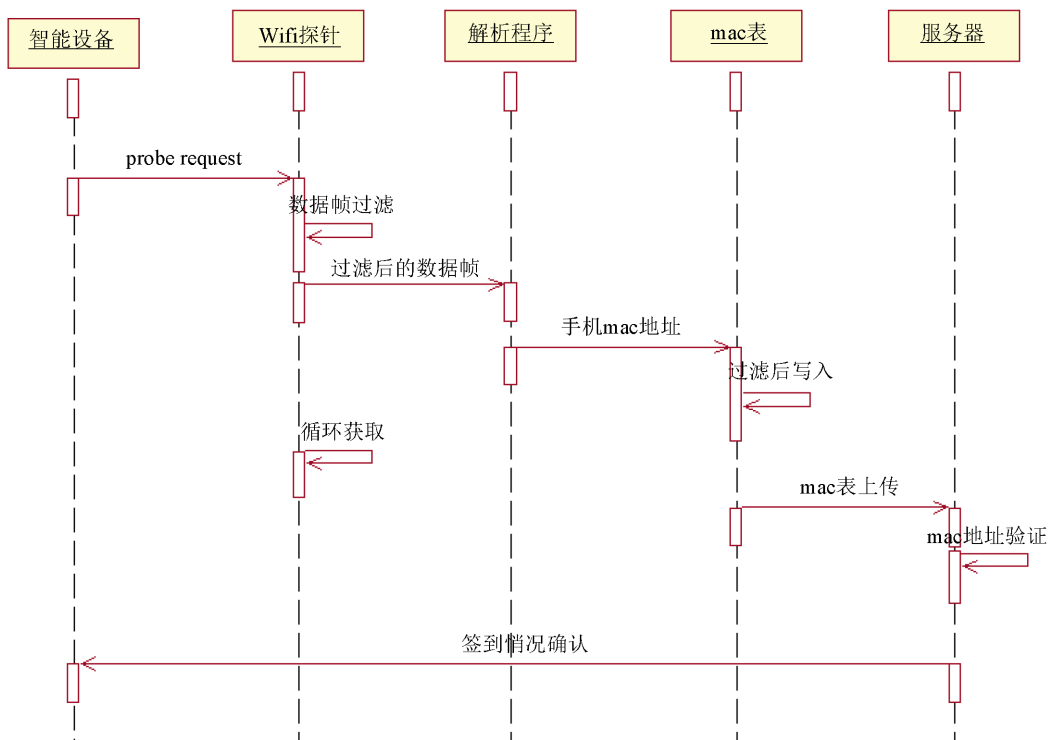 智能设备
Wifi探针
解析程序
mac表
服务器
probe request
数据帧过滤
过滤后的数据帧
手机mac地址
过滤后写入
循环获取
mac表上传
mac地址验证
签到悄况确认